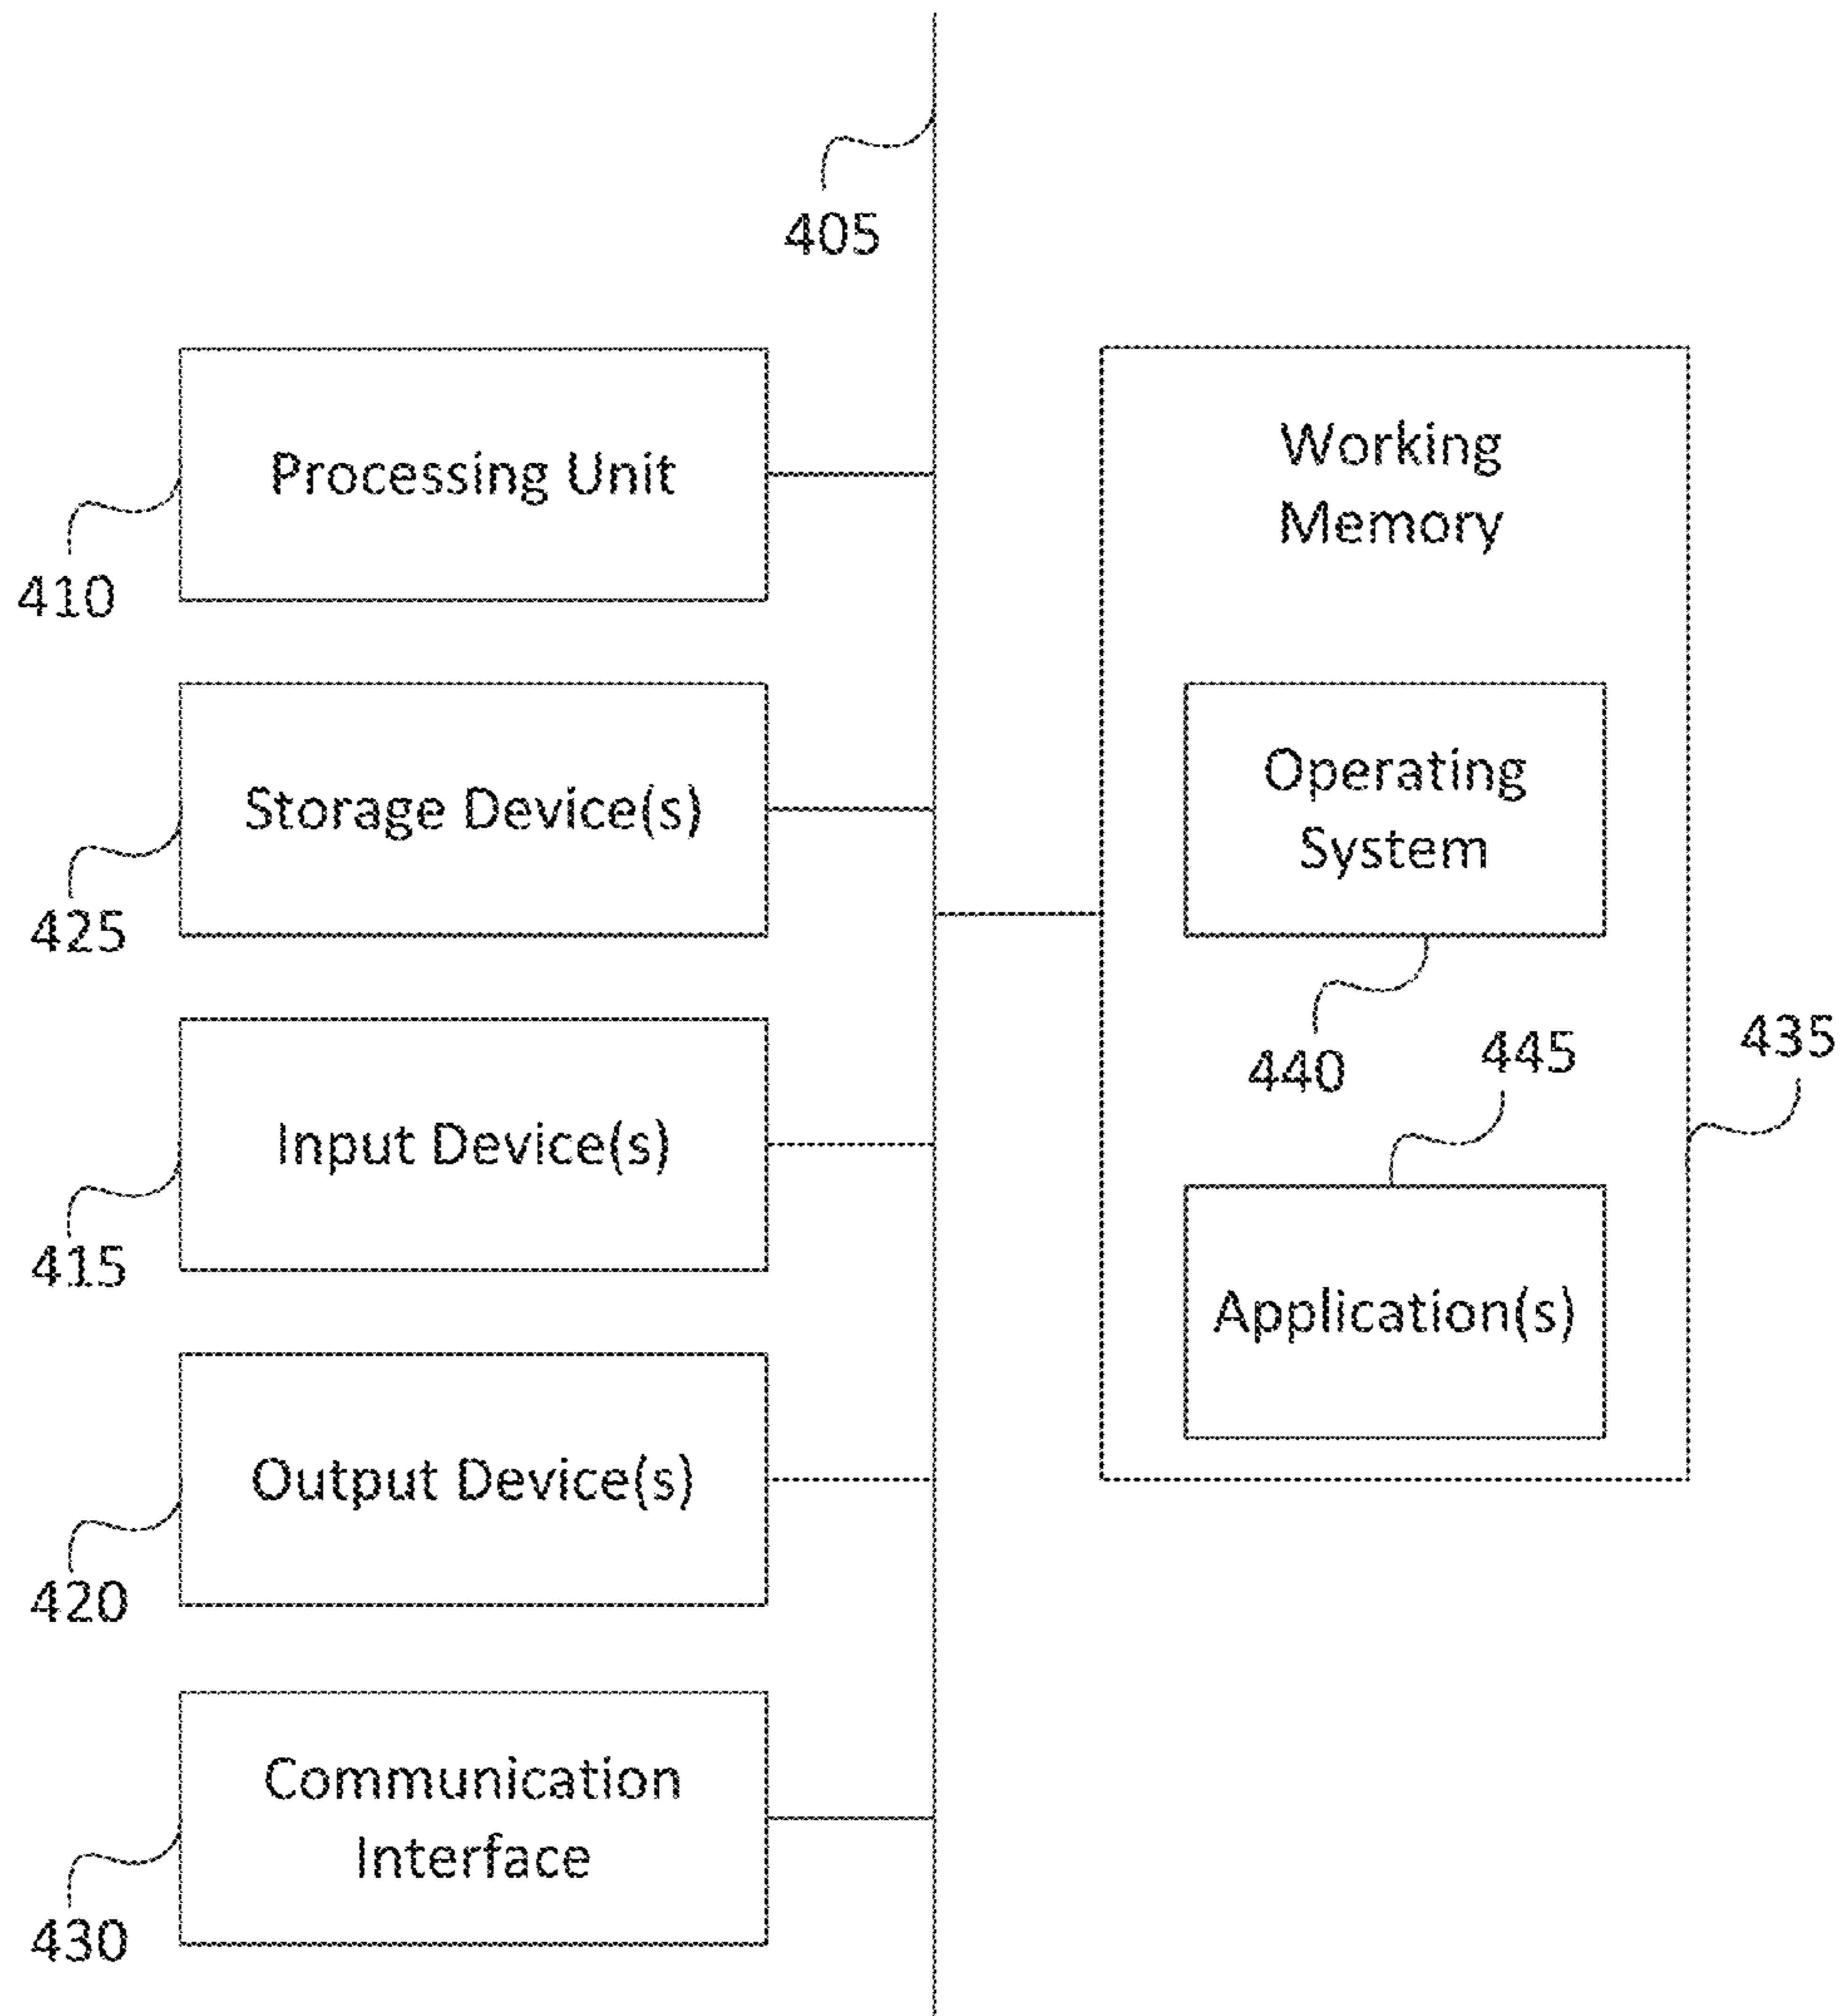 405
Processing Unit
410
Storage Device(s)
425
Input Device(s)
415
Output Device(s)
420
Communication
Interface
430
Working
Memory
Operating
System
440
445
435
Application(s)